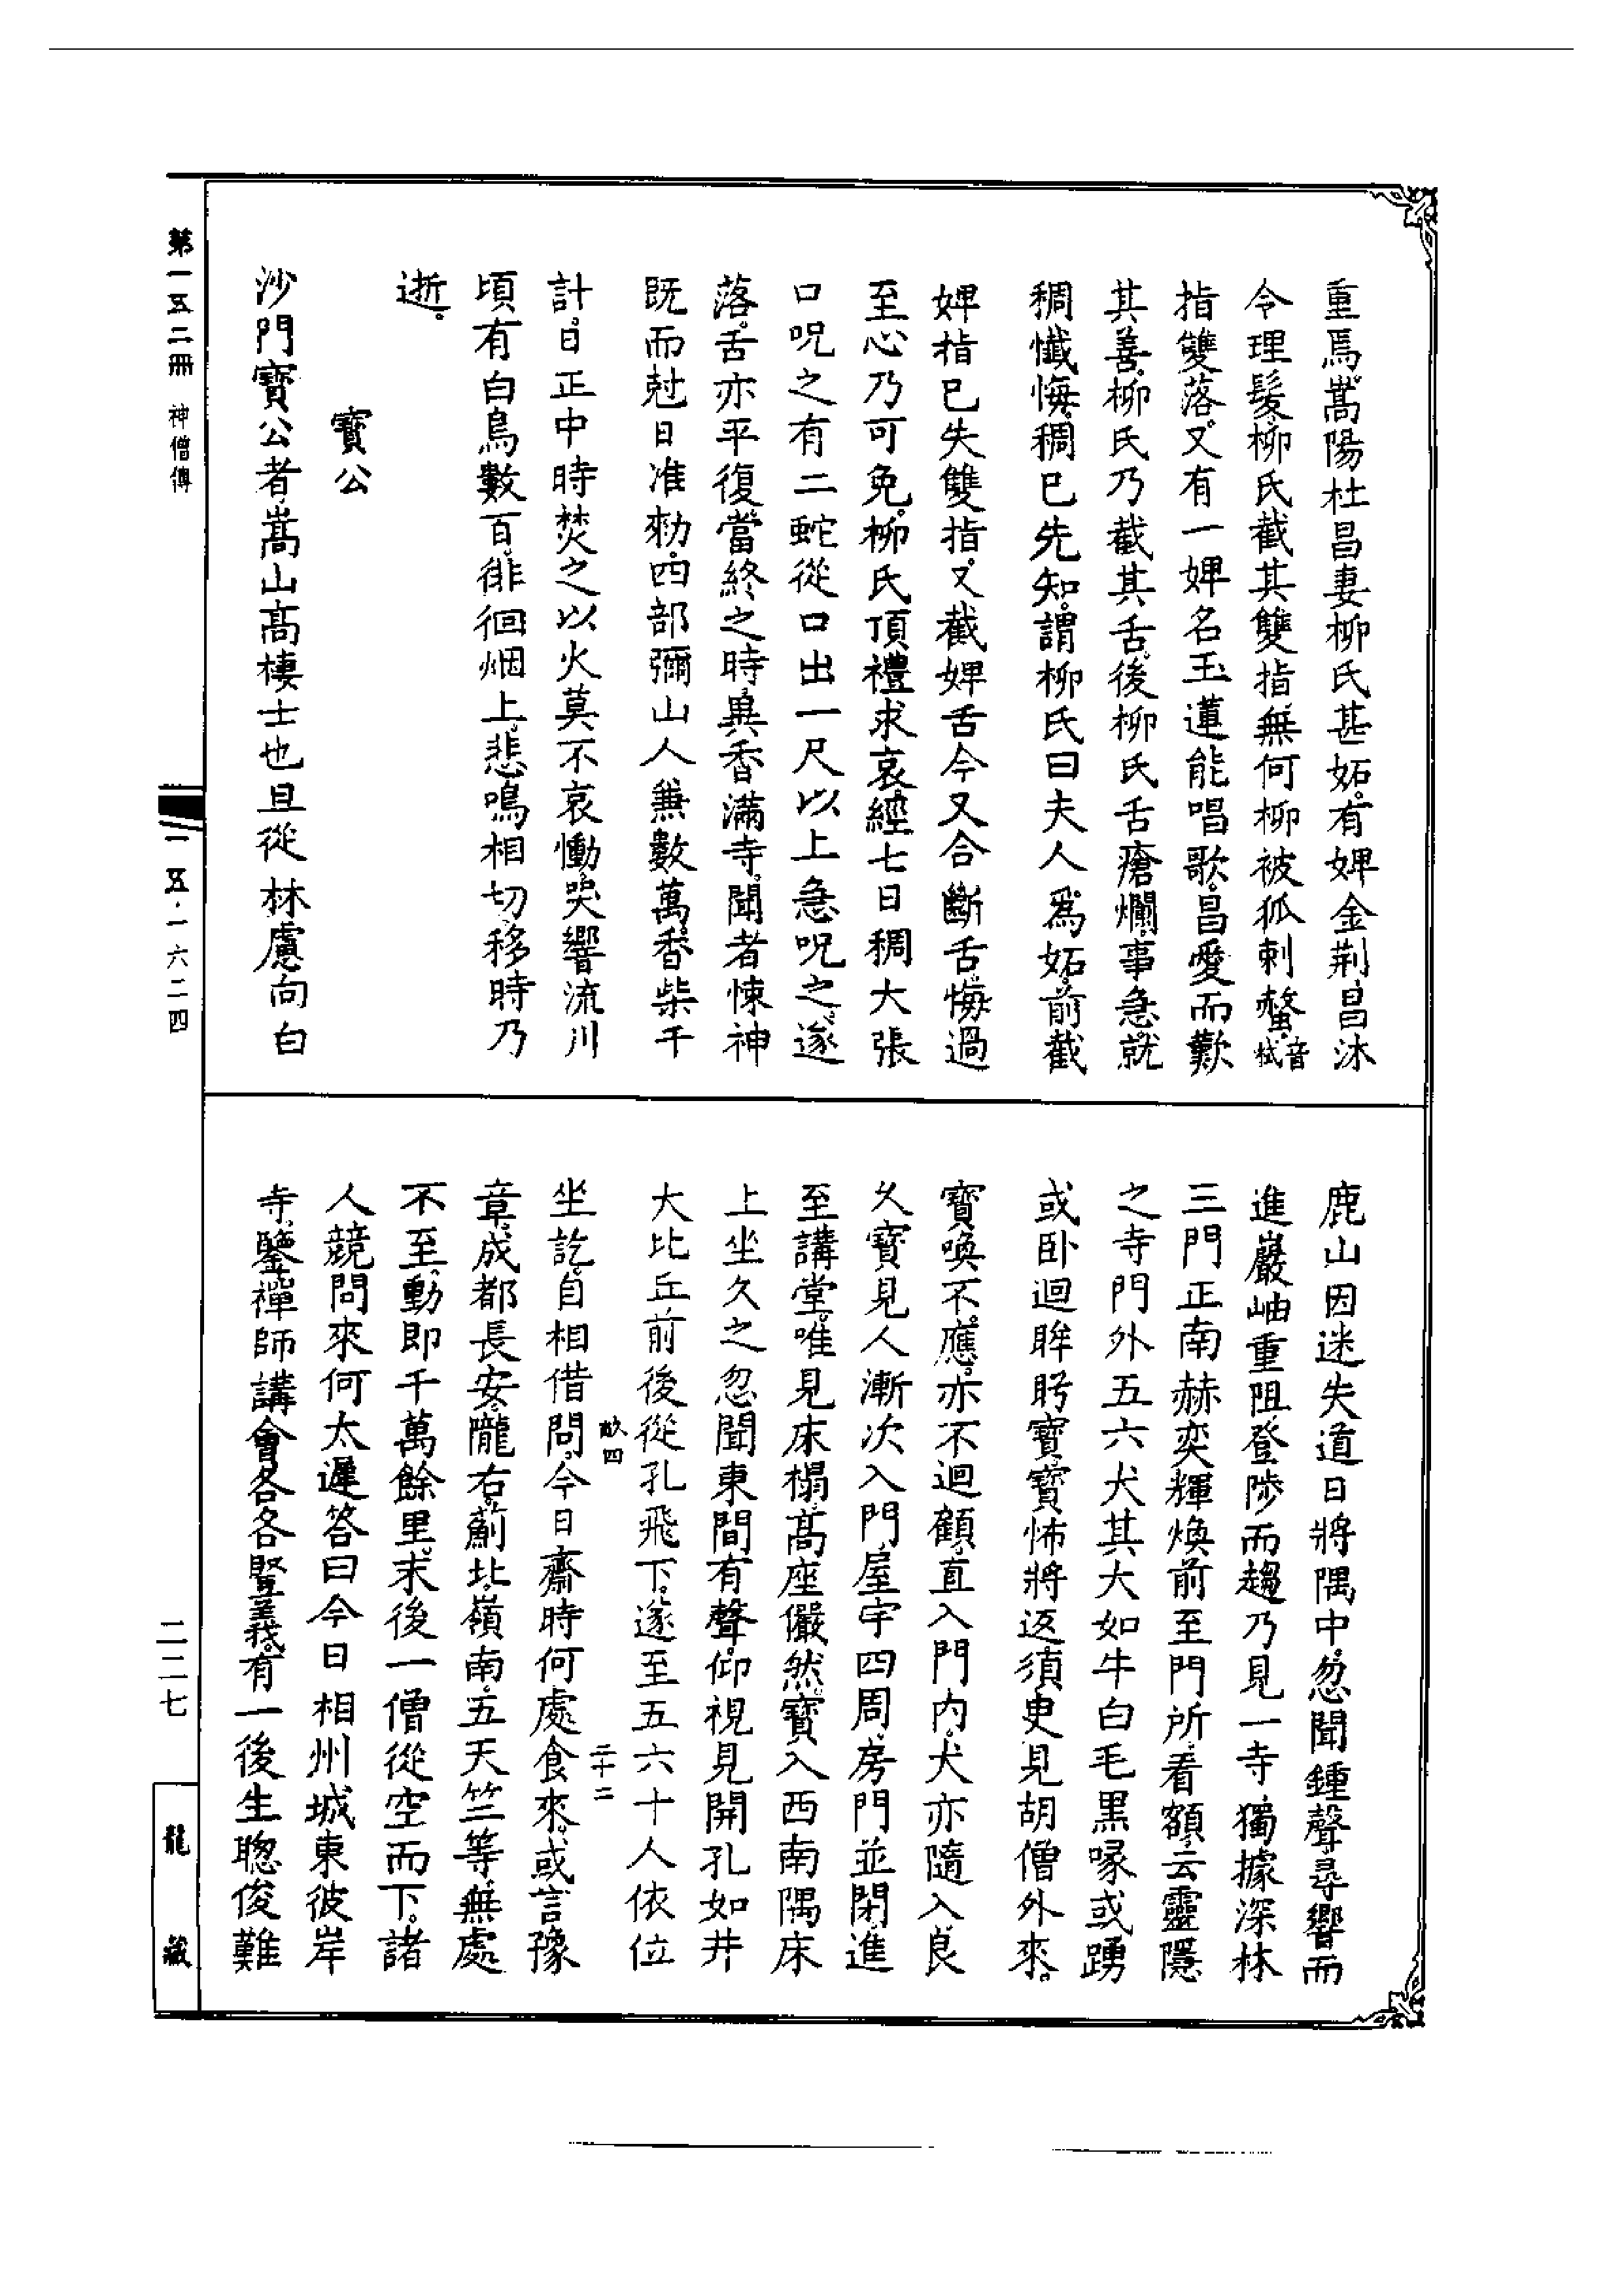 重焉。嵩陽杜昌妻柳氏甚妬。有婢金荆。昌沐
令理髮。柳氏截其雙指。無何柳被狐刺螫。音䗐
指雙落。又有一婢名玉蓮。能唱歌。昌愛而歎
其善。柳氏乃截其舌。後柳氏舌瘡爛。事急。就
稠懺悔。稠已先知。謂柳氏曰夫人爲妬。前截
婢指已失雙指。又截婢舌今又合斷舌。悔過
至心乃可免。柳氏頂禮求哀。經七日稠大張
口呪之有二蛇從口出一尺以上急呪之。遂
落。舌亦平復。當終之時。異香滿寺。聞者悚神
既而尅日准勑。四部彌山人兼數萬。香柴千
計。日正中時焚之以火莫不哀慟。哭響流川
頃有白鳥數百。徘徊烟上。悲鳴相切。移時乃
逝。
寶公
沙門寶公者。嵩山高棲士也旦從林慮向白
鹿山因迷失道日將隅中。忽聞鍾聲。尋響而
進巖岫重阻。登陟而趨乃見一寺。獨據深林
三門正南赫奕輝煥前至門所。看額。云靈隱
之寺門外五六犬其大如牛白毛黑喙或踴
或卧迴眸眄寶。寶怖將返。須臾見胡僧外來。
寶喚不應。亦不迴顧。直入門内。犬亦隨入良
久寶見人漸次入門。屋宇四周。房門並閉。進
至講堂。唯見床榻。高座儼然。寶入西南隅床
上坐久之忽聞東間有聲。仰視見開孔如井
大比丘前後從孔飛下。遂至五六十人依位
畝四
二十二
坐訖。自相借問。今日齋時何處食來。或言豫
章。成都長安。隴右。薊北。嶺南。五天竺等。無處
不至。動即千萬餘里。末後一僧從空而下。諸
人競問來何太遲答曰今日相州城東彼岸
寺。鑒禪師講會各各竪義。有一後生聰俊難
第一五二冊 神僧傳
一五·一六二四
二二七
龍藏